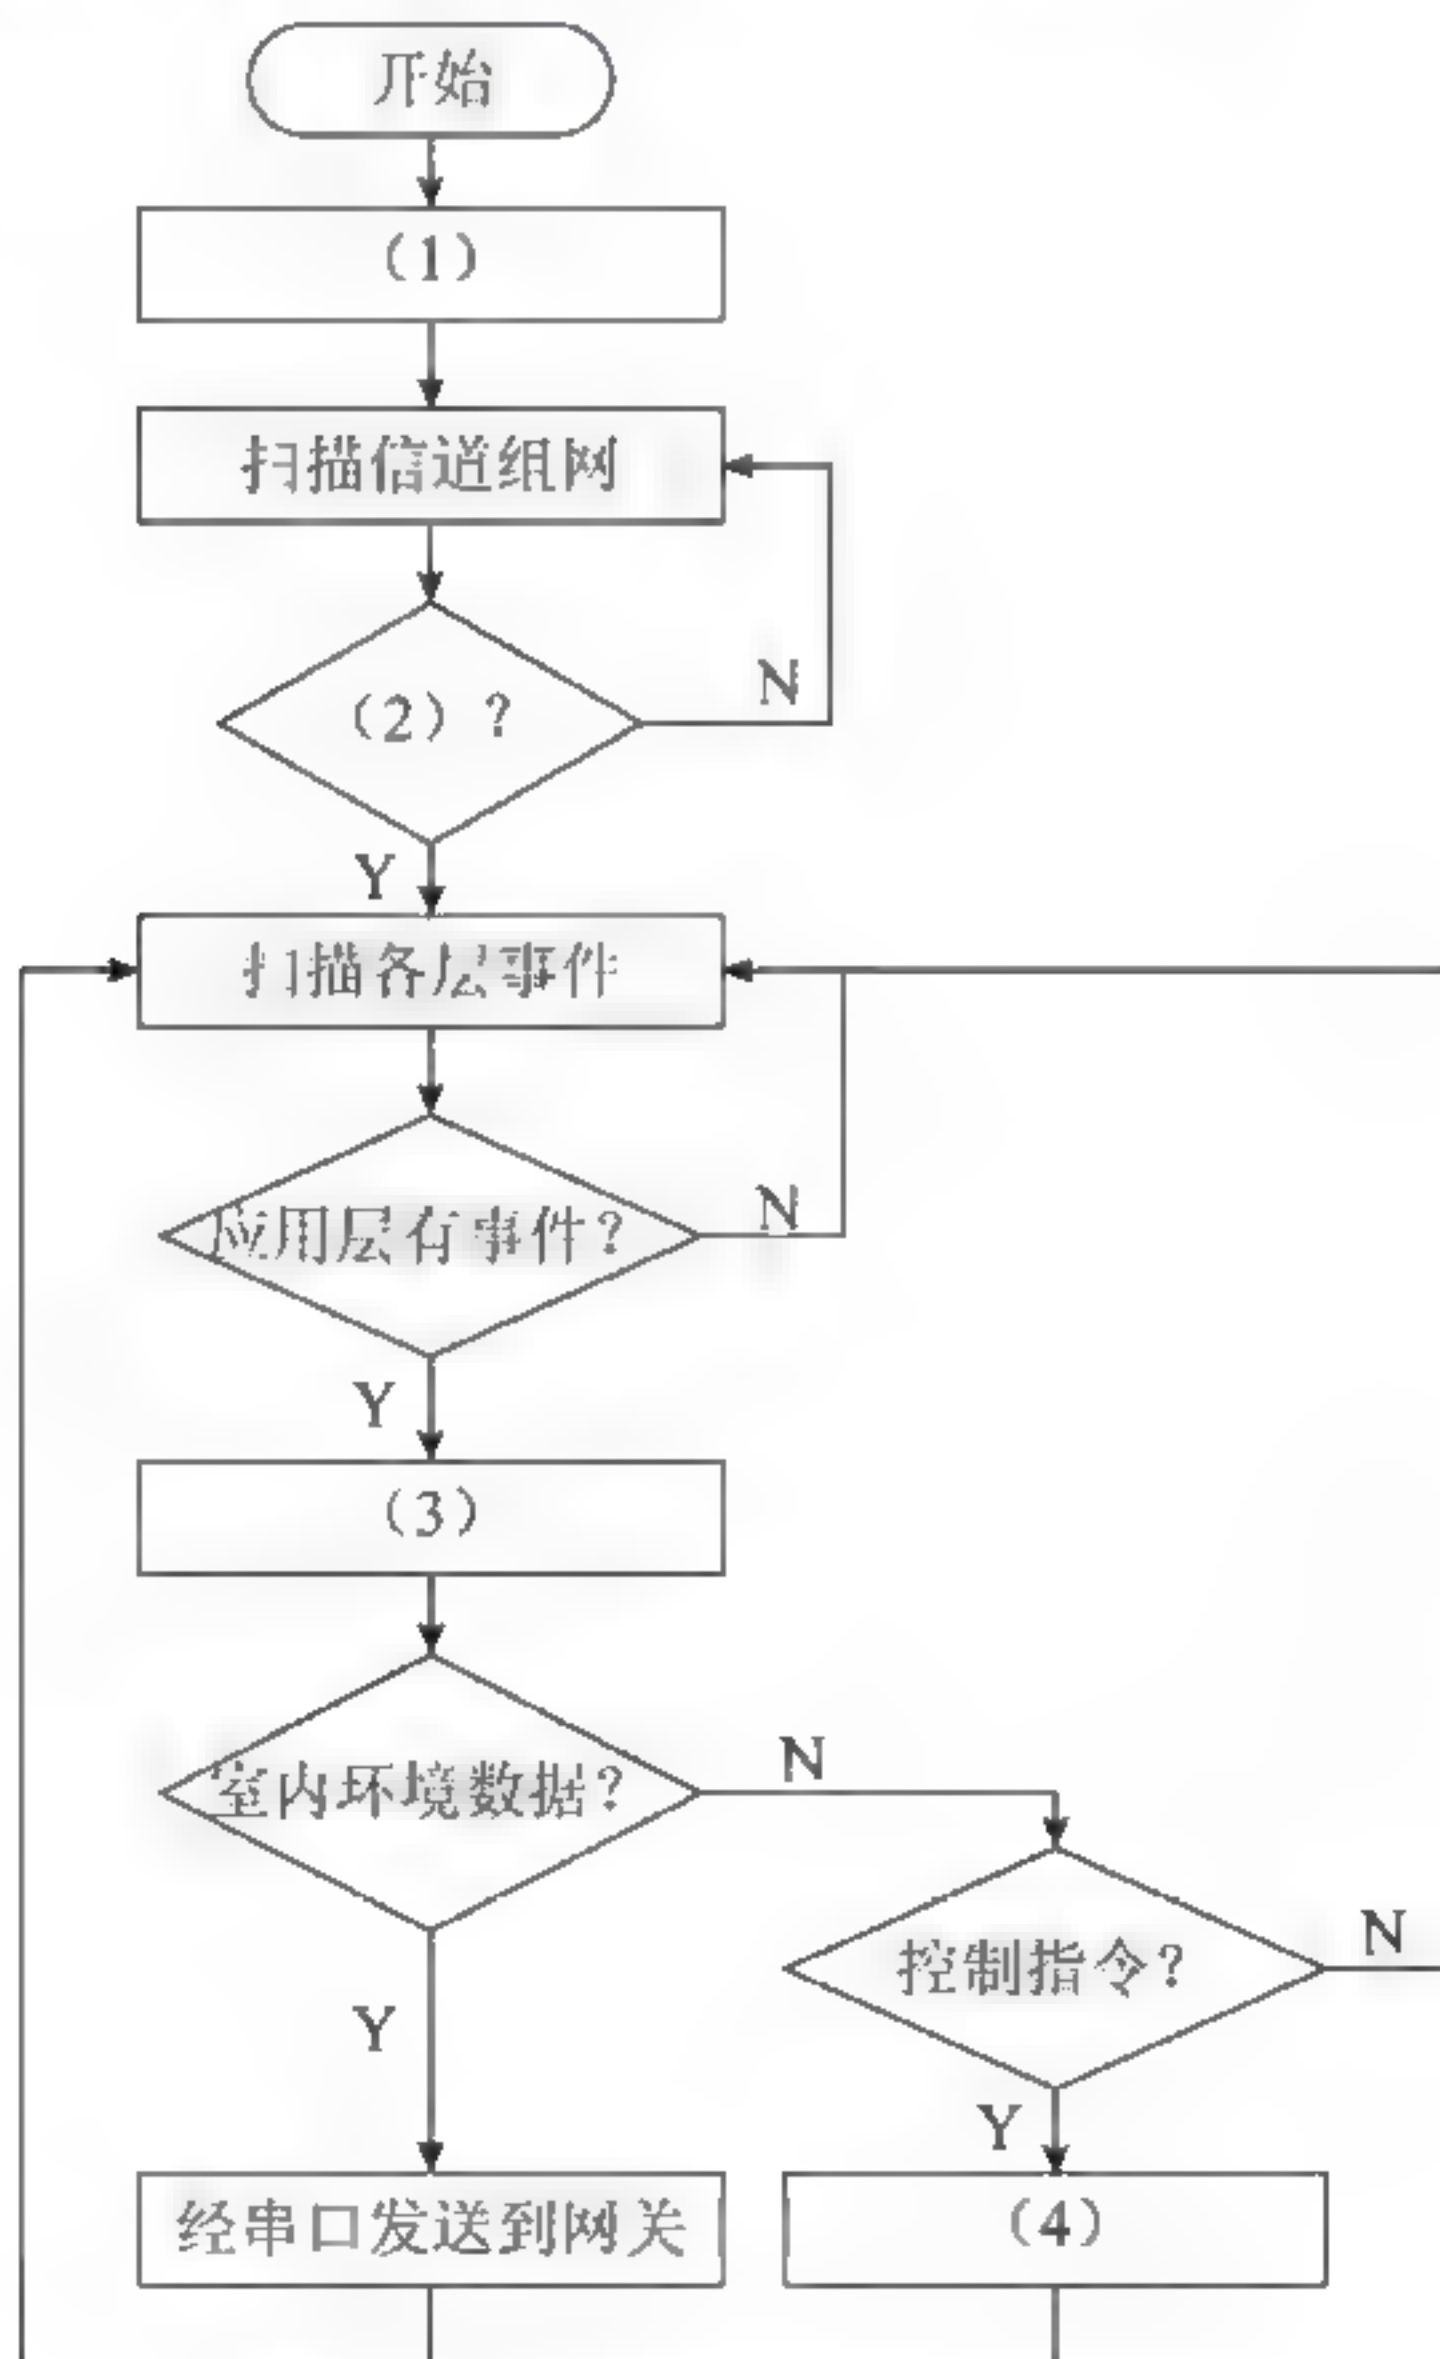 开始
(1)
扫描信道组网
(2)?
N
Y
扫描各层事件
应用层有事件?
N
Y
(3)
室内环境数据?
N
控制指令?
N
Y
Y
经串口发送到网关
(4)